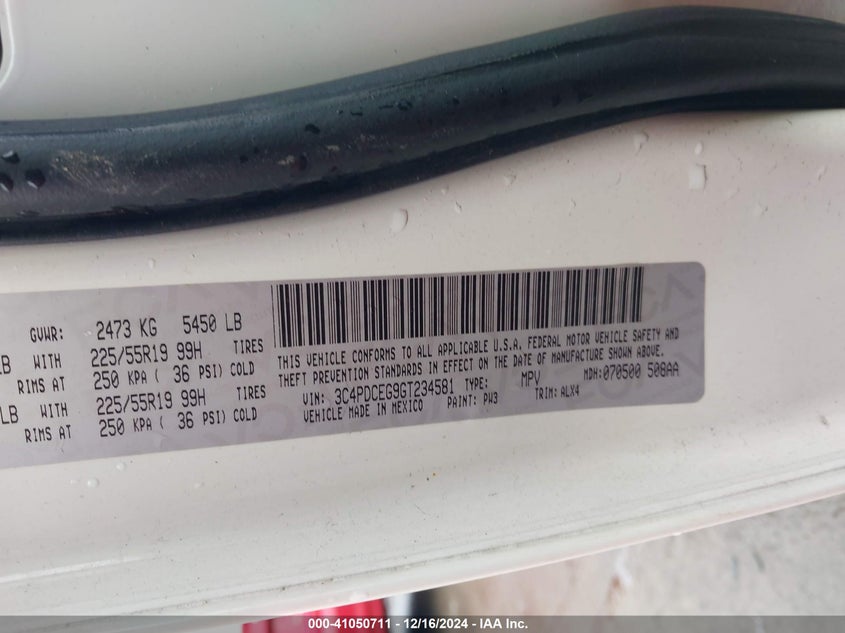 GVWR: 2473 KG 5450 LB
LB WITH 225/55R19 99H TIRES
RIMS AT 250 KPA ( 36 PSI) COLD
LB WITH 225/55R19 99H TIRES
RIMS AT 250 KPA ( 36 PSI) COLD
THIS VEHICLE CONFORMS TO ALL APPLICABLE U.S.A. FEDERAL MOTOR VEHICLE SAFETY AND
THEFT PREVENTION STANDARDS IN EFFECT ON THE DATE OF MANUFACTURE SHOWN ABOVE.
VIN: 3C4PDCEG9GT234581 TYPE: MPV MDH:070500 508AA
VEHICLE MADE IN MEXICO PAINT: PW3 TRIM: ALX4
000-41050711 - 12/16/2024 - IAA Inc.